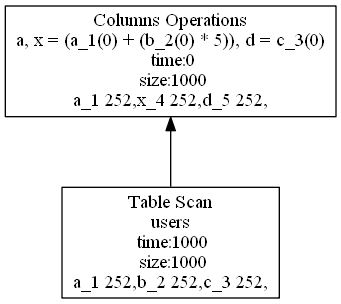 Columns Operations
a, x = (a_1(0) + (b_2(0) * 5)), d = c_3(0)
time:0
size:1000
a_1 252,x_4 252,d_5 252,
Table Scan
users
time:1000
size:1000
a_1 252,b_2 252,c_3 252,